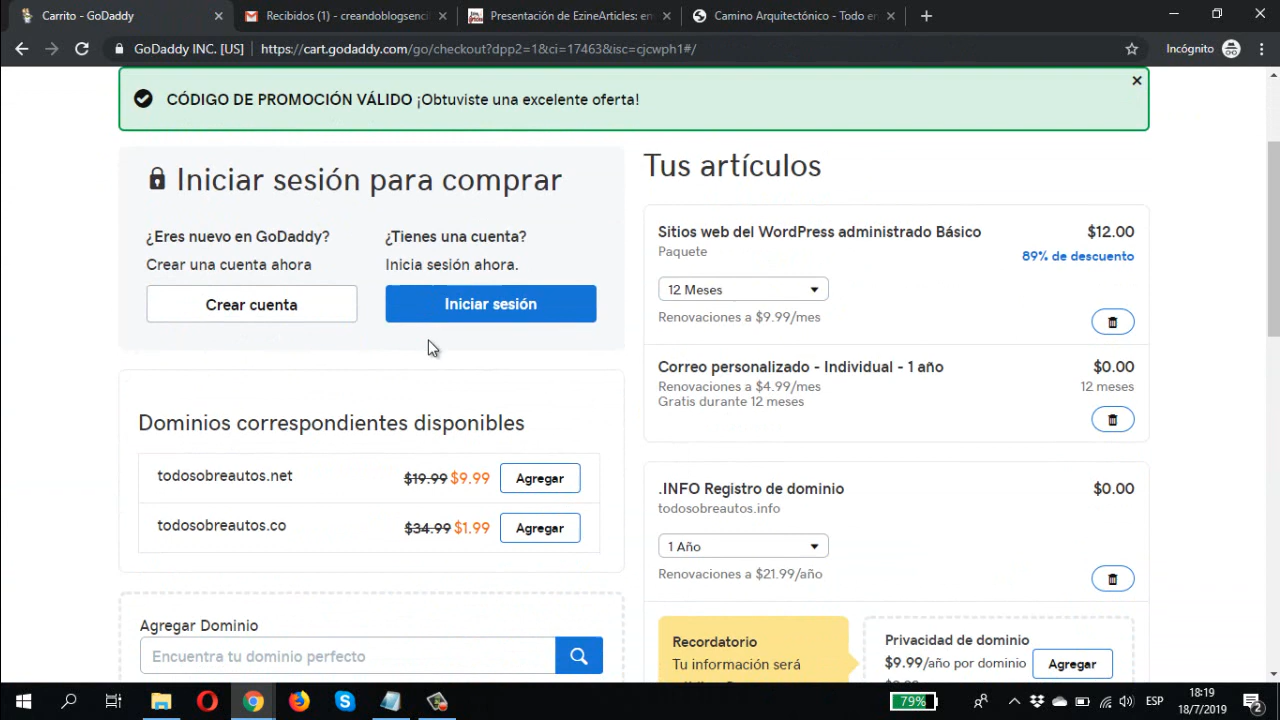 Carrito - GoDaddy
Recibidos (1) - creandoblogsenci
Presentación de EzineArticles: em
Camino Arquitectónico - Todo en
GoDaddy INC. [US]
https://cart.godaddy.com/go/checkout?dpp2=1&ci=17463&isc=cjcwph1#/
Incógnito
CÓDIGO DE PROMOCIÓN VÁLIDO ¡Obtuviste una excelente oferta!
Iniciar sesión para comprar
¿Eres nuevo en GoDaddy?
Crear una cuenta ahora
Crear cuenta
¿Tienes una cuenta?
Inicia sesión ahora.
Iniciar sesión
Dominios correspondientes disponibles
todosobreautos.net $19.99 $9.99 Agregar
todosobreautos.co $34.99 $1.99 Agregar
Agregar Dominio
Encuentra tu dominio perfecto
Tus artículos
Sitios web del WordPress administrado Básico $12.00
Paquete 89% de descuento
12 Meses
Renovaciones a $9.99/mes
Correo personalizado - Individual - 1 año $0.00
Renovaciones a $4.99/mes 12 meses
Gratis durante 12 meses
.INFO Registro de dominio $0.00
todosobreautos.info
1 Año
Renovaciones a $21.99/año
Recordatorio
Tu información será
Privacidad de dominio
$9.99/año por dominio Agregar
79%
ESP
18:19
18/7/2019
2